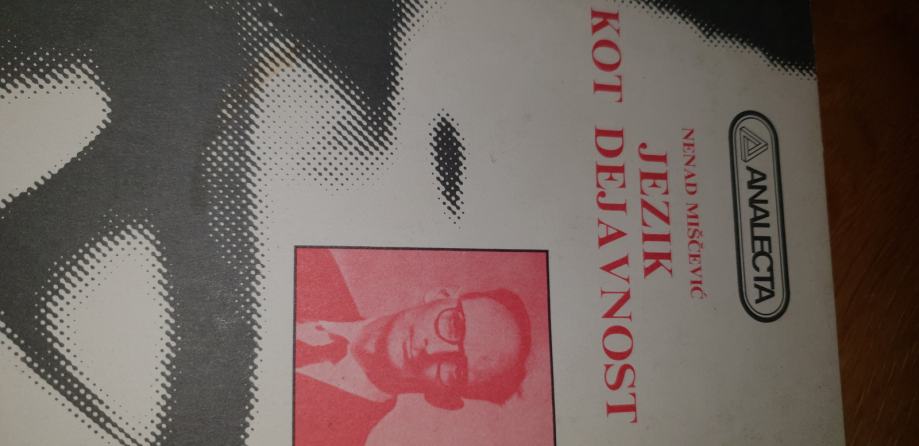 ANALECTA
NENAD MIŠČEVIĆ
JEZIK
KOT DEJAVNOST